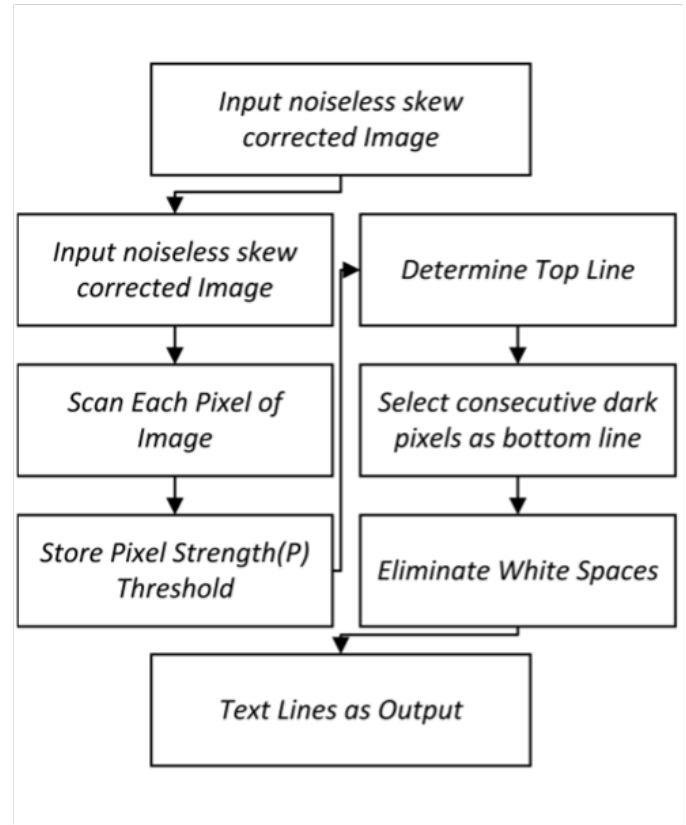 Input noiseless skew
corrected Image
Input noiseless skew
corrected Image
Scan Each Pixel of
Image
Store Pixel Strength(P)
Threshold
Determine Top Line
Select consecutive dark
pixels as bottom line
Eliminate White Spaces
Text Lines as Output